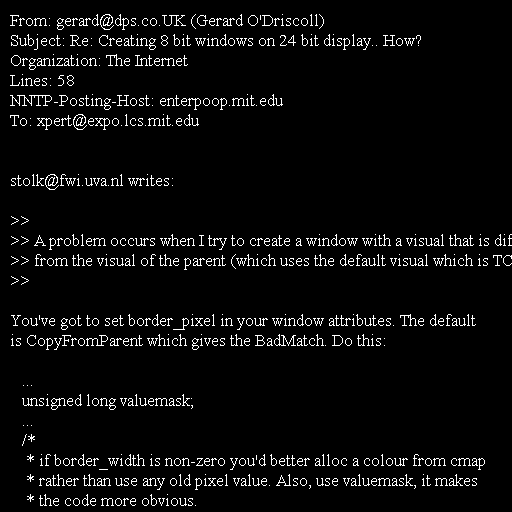 From: gerard@dps.co.UK (Gerard O'Driscoll)
Subject: Re: Creating 8 bit windows on 24 bit display.. How?
Organization: The Internet
Lines: 58
NNTP-Posting-Host: enterpoop.mit.edu
To: xpert@expo.lcs.mit.edu
stolk@fwi.uva.nl writes:
>>
>> A problem occurs when I try to create a window with a visual that is dif
>> from the visual of the parent (which uses the default visual which is TC
>>
You've got to set border_pixel in your window attributes. The default
is CopyFromParent which gives the BadMatch. Do this:
...
unsigned long valuemask;
...
/*
* if border_width is non-zero you'd better alloc a colour from cmap
* rather than use any old pixel value. Also, use valuemask, it makes
* the code more obvious.